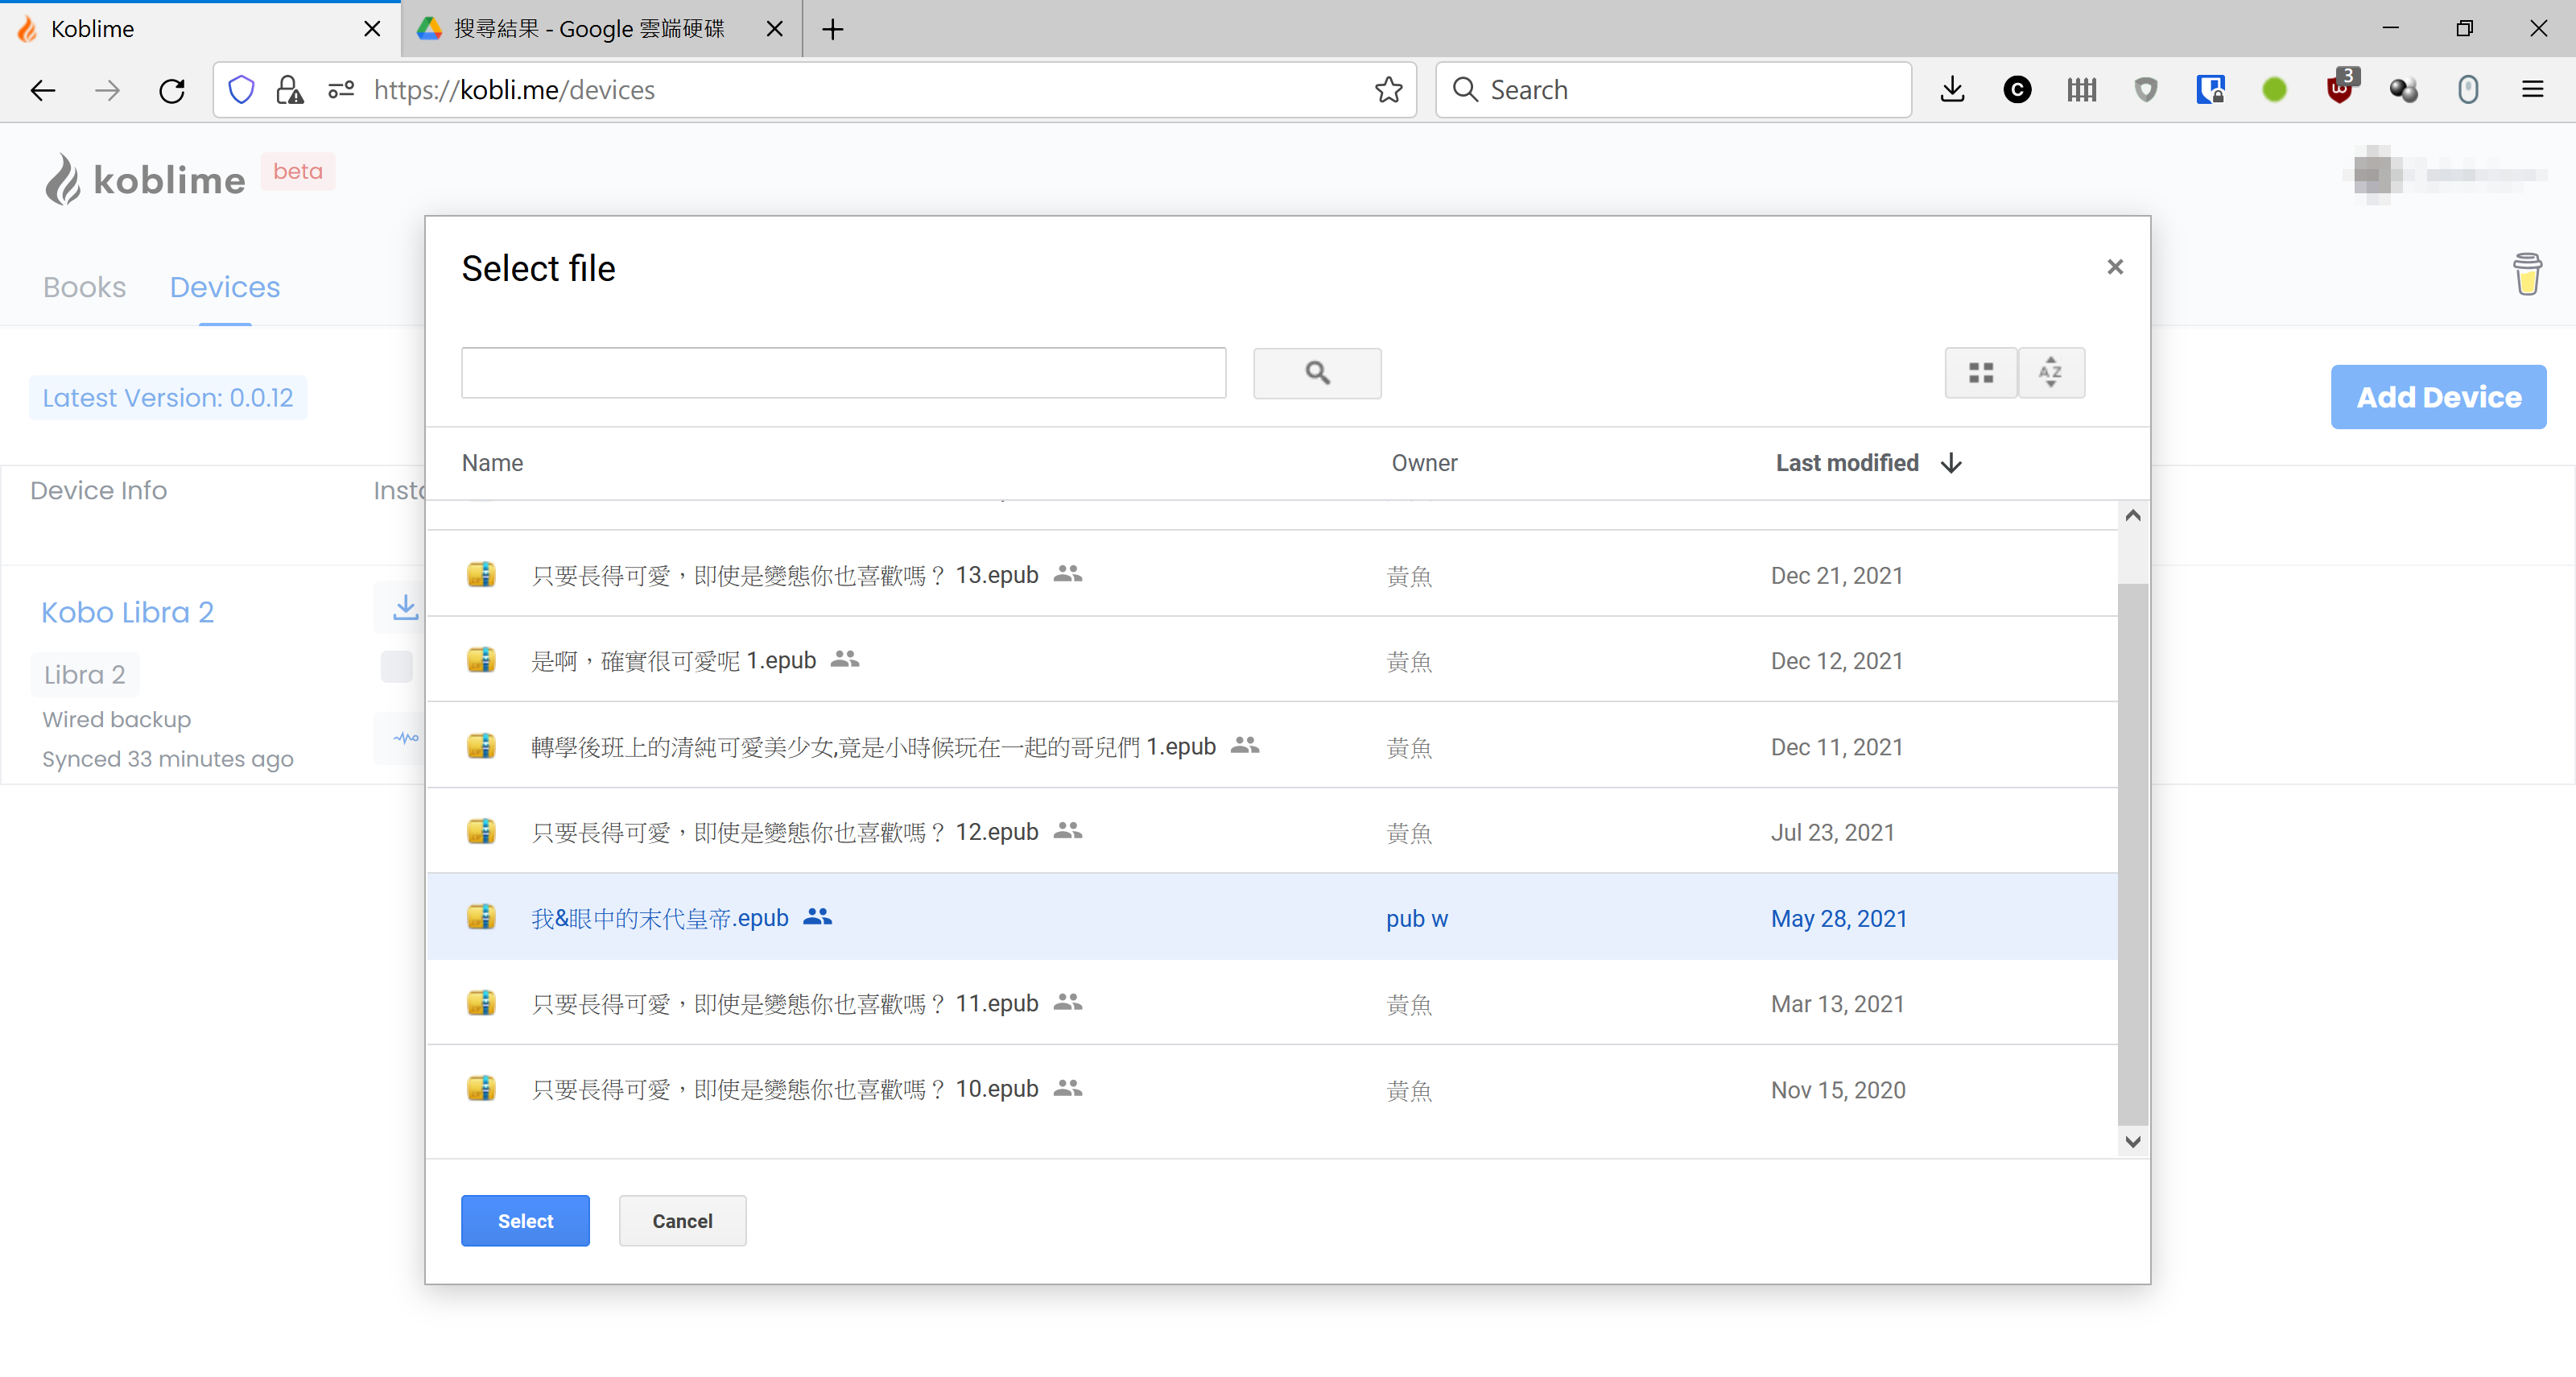 Koblime
搜尋結果 - Google 雲端硬碟
https://kobli.me/devices
Search
3
koblime beta
Select file
Books Devices
Latest Version: 0.0.12
AZ
Add Device
Name Owner Last modified
Device Info
只要長得可愛，即使是變態你也喜歡嗎？ 13.epub 黃魚 Dec 21, 2021
Kobo Libra 2
是啊，確實很可愛呢 1.epub 黃魚 Dec 12, 2021
Libra 2
Wired backup
轉學後班上的清純可愛美少女,竟是小時候玩在一起的哥兒們 1.epub 黃魚 Dec 11, 2021
Synced 33 minutes ago
只要長得可愛，即使是變態你也喜歡嗎？ 12.epub 黃魚 Jul 23, 2021
我&眼中的末代皇帝.epub pub w May 28, 2021
只要長得可愛，即使是變態你也喜歡嗎？ 11.epub 黃魚 Mar 13, 2021
只要長得可愛，即使是變態你也喜歡嗎？ 10.epub 黃魚 Nov 15, 2020
Select Cancel